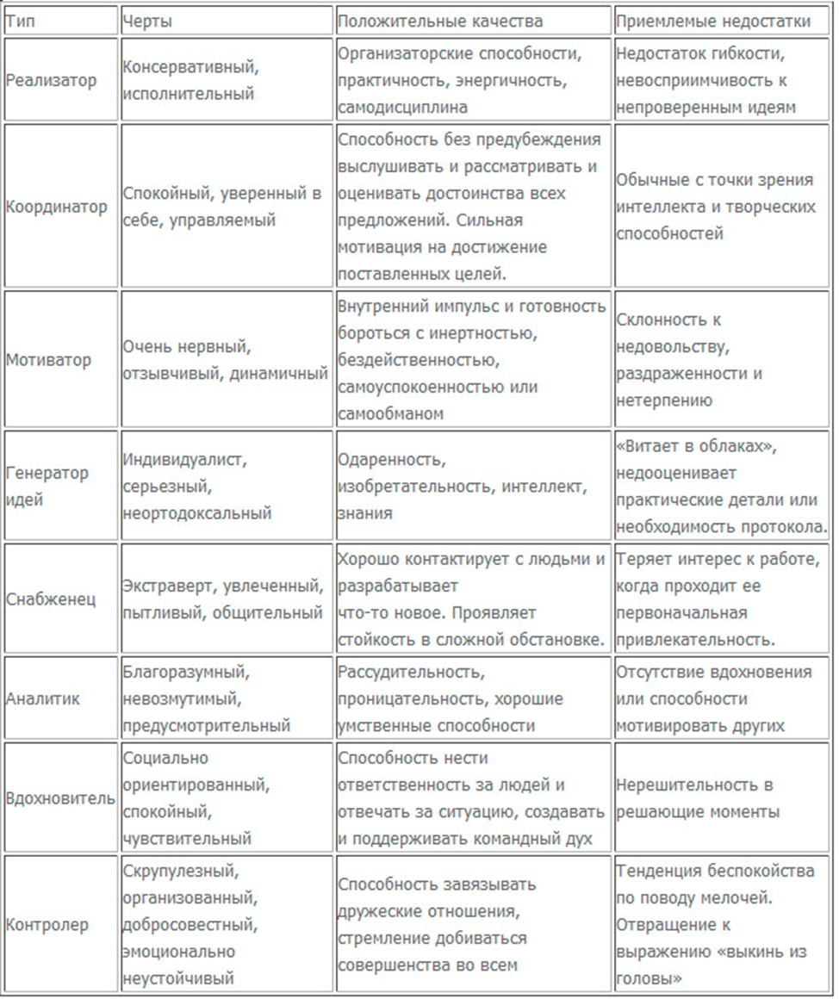 Тип
Черты
Положительные качества
Приемлемые недостатки
Реализатор
Консервативный,
исполнительный
Организаторские способности,
практичность, энергичность,
самодисциплина
Недостаток гибкости,
невосприимчивость к
непроверенным идеям
Координатор
Спокойный, уверенный в
себе, управляемый
Способность без предубеждения
выслушивать и рассматривать и
оценивать достоинства всех
предложений. Сильная
мотивация на достижение
поставленных целей.
Обычные с точки зрения
интеллекта и творческих
способностей
Мотиватор
Очень нервный,
отзывчивый, динамичный
Внутренний импульс и готовность
бороться с инертностью,
бездейственностью,
самоуспокоенностью или
самообманом
Склонность к
недовольству,
раздраженности и
нетерпению
Генератор
идей
Индивидуалист,
серьезный,
неортодоксальный
Одаренность,
изобретательность, интеллект,
знания
«Витает в облаках»,
недооценивает
практические детали или
необходимость протокола.
Снабженец
Экстраверт, увлеченный,
пытливый, общительный
Хорошо контактирует с людьми и
разрабатывает
что-то новое. Проявляет
стойкость в сложной обстановке.
Теряет интерес к работе,
когда проходит ее
первоначальная
привлекательность.
Аналитик
Благоразумный,
невозмутимый,
предусмотрительный
Рассудительность,
проницательность, хорошие
умственные способности
Отсутствие вдохновения
или способности
мотивировать других
Вдохновитель
Социально
ориентированный,
спокойный,
чувствительный
Способность нести
ответственность за людей и
отвечать за ситуацию, создавать
и поддерживать командный дух
Нерешительность в
решающие моменты
Контролер
Скрупулезный,
организованный,
добросовестный,
эмоционально
неустойчивый
Способность завязывать
дружеские отношения,
стремление добиваться
совершенства во всем
Тенденция беспокойства
по поводу мелочей.
Отвращение к
выражению «выкинь из
головы»